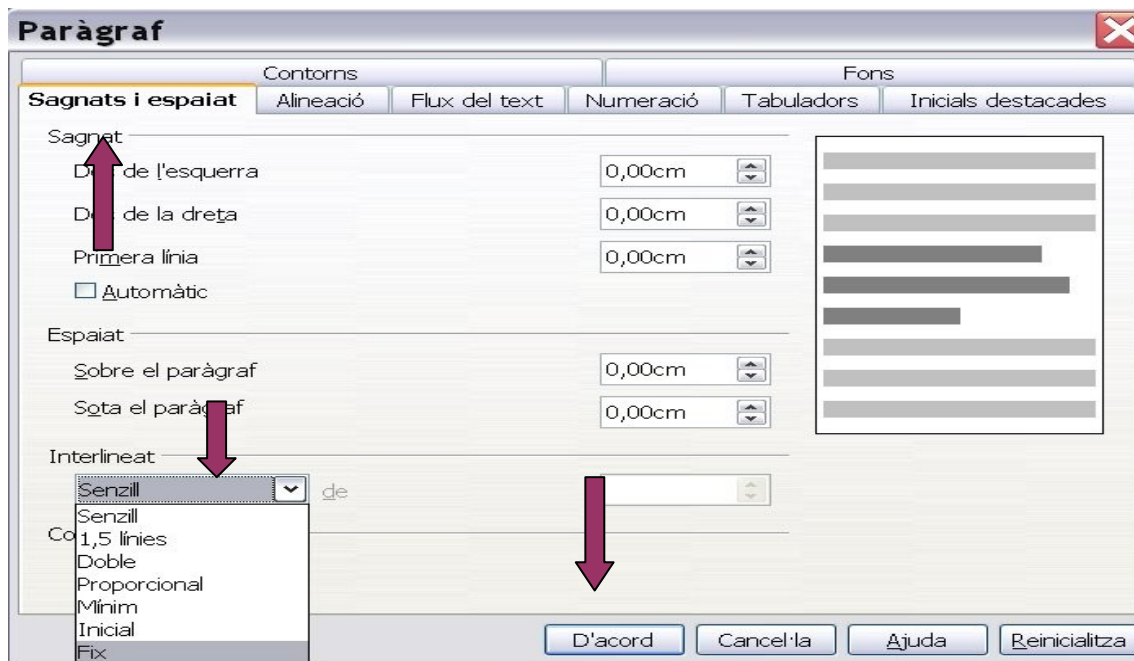 Paràgraf
Contorns Fons
Sagnats i espaiat Alineació Flux del text Numeració Tabuladors Inicials destacades
Sagnat
de l'esquerra 0,00cm
de la dreta 0,00cm
Primera línia 0,00cm
Automàtic
Espaiat
Sobre el paràgraf 0,00cm
Sota el paràgraf 0,00cm
Interlineat
Senzill de
Senzill
1,5 línies
Doble
Proporcional
Mínim
Inicial
Fix
D'acord Cancel·la Ajuda Reinicialitza